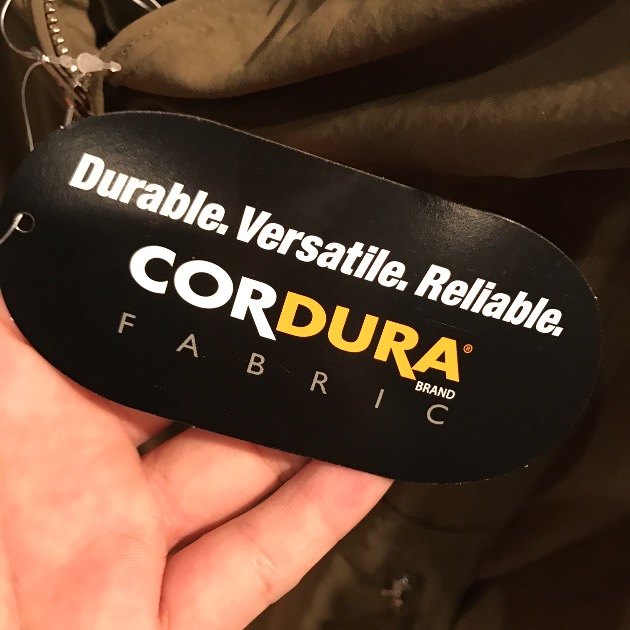 Durable. Versatile. Reliable.
CORDURA®
BRAND
FABRIC